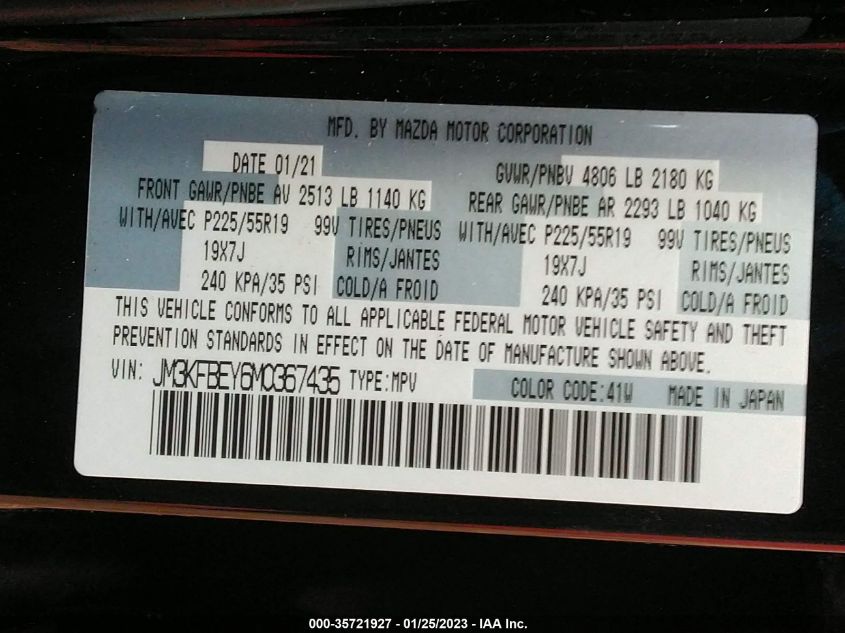 MFD. BY MAZDA MOTOR CORPORATION
DATE 01/21
GVWR/PNBV 4806 LB 2180 KG
FRONT GAWR/PNBE AV 2513 LB 1140 KG
REAR GAWR/PNBE AR 2293 LB 1040 KG
WITH/AVEC P225/55R19 99V TIRES/PNEUS
WITH/AVEC P225/55R19 99V TIRES/PNEUS
19X7J RIMS/JANTES
19X7J RIMS/JANTES
240 KPA/35 PSI COLD/A FROID
240 KPA/35 PSI COLD/A FROID
THIS VEHICLE CONFORMS TO ALL APPLICABLE FEDERAL MOTOR VEHICLE SAFETY AND THEFT
PREVENTION STANDARDS IN EFFECT ON THE DATE OF MANUFACTURE SHOWN ABOVE.
VIN: JM3KFBEY6M0367435 TYPE:MPV
COLOR CODE:41W MADE IN JAPAN
000-35721927 - 01/25/2023 - IAA Inc.